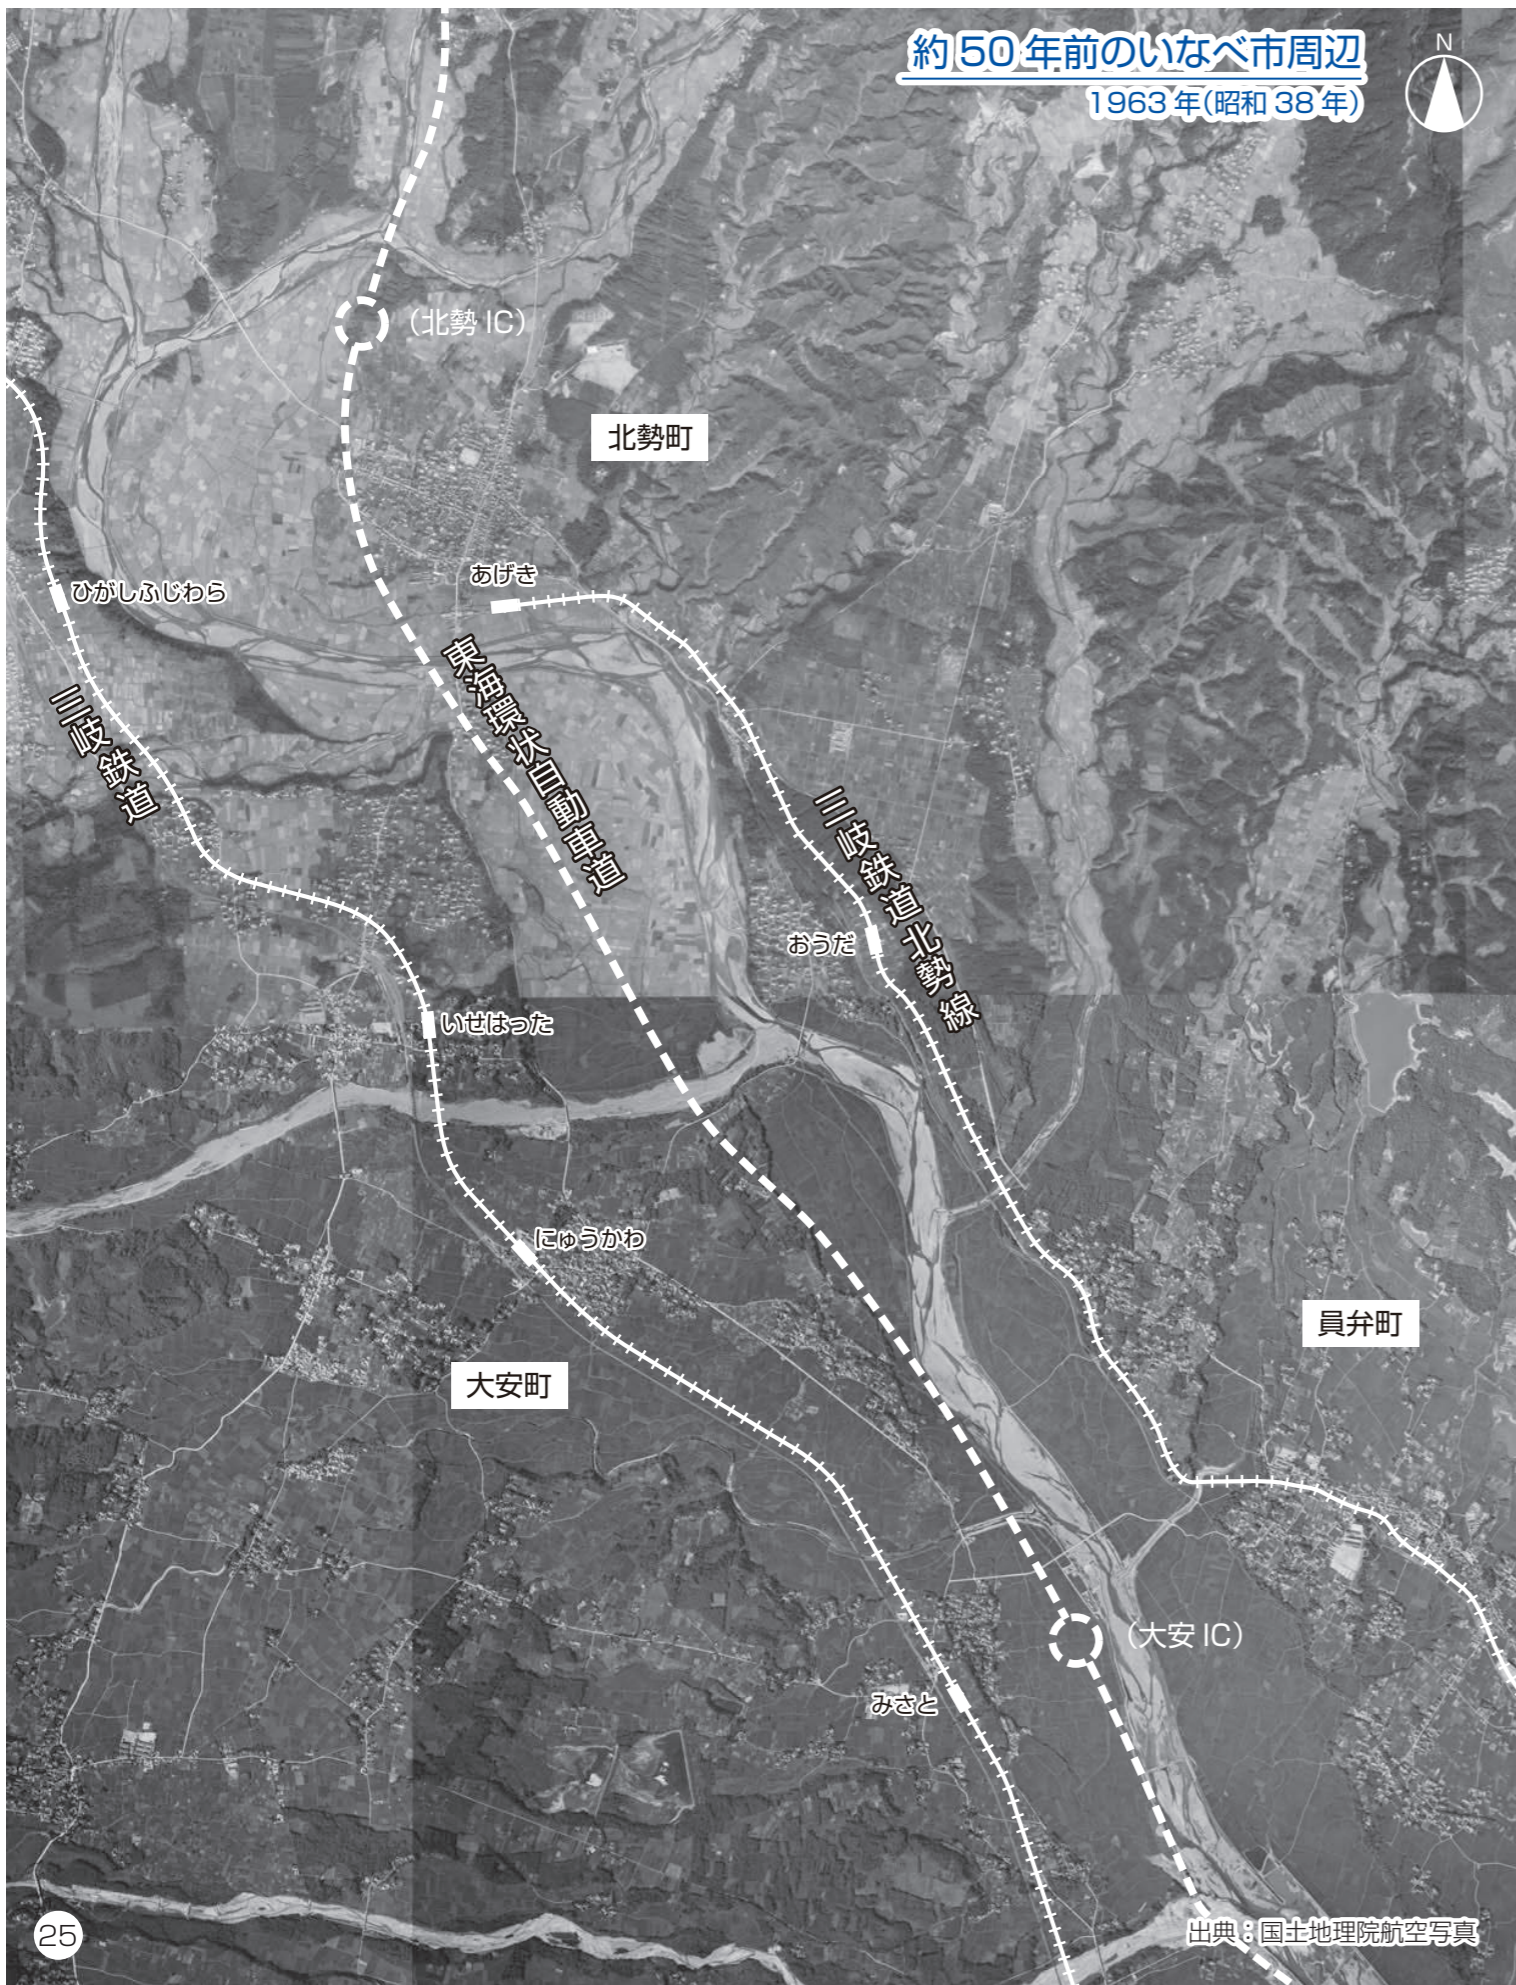 約50年前のいなべ市周辺
1963年(昭和38年)
N
(北勢IC)
北勢町
ひがしふじわら
あげき
三岐鉄道
東海環状自動車道
三岐鉄道北勢線
おうだ
いせはった
にゅうかわ
員弁町
大安町
(大安IC)
みさと
25
出典：国土地理院航空写真